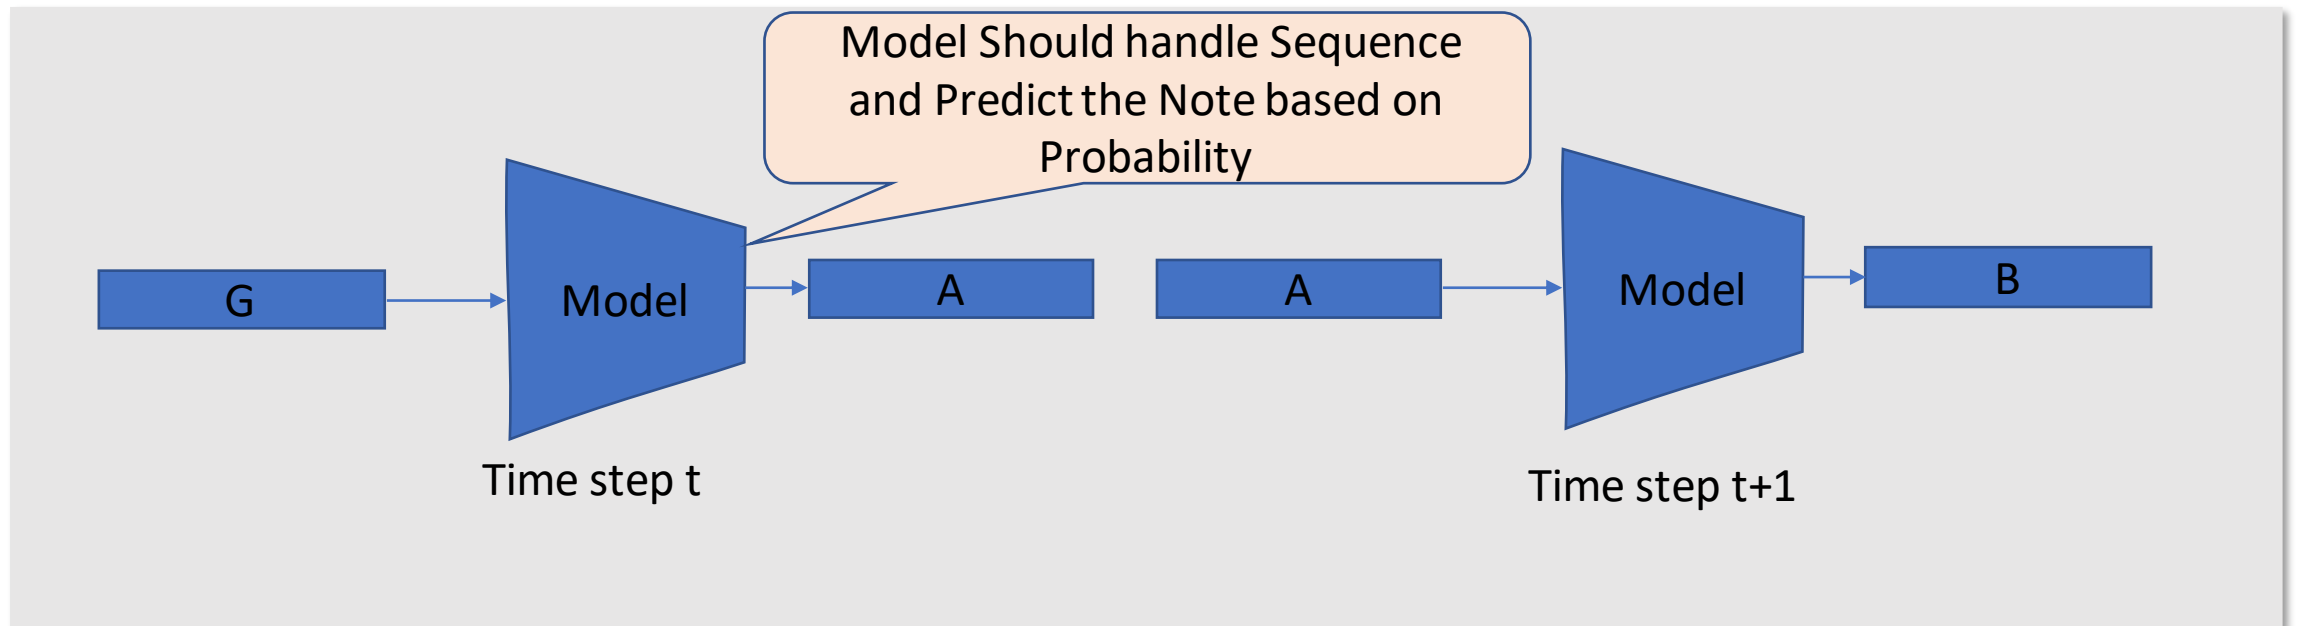 Model Should handle Sequence
and Predict the Note based on
Probability
G
Model
A
A
Model
B
Time step t
Time step t+1